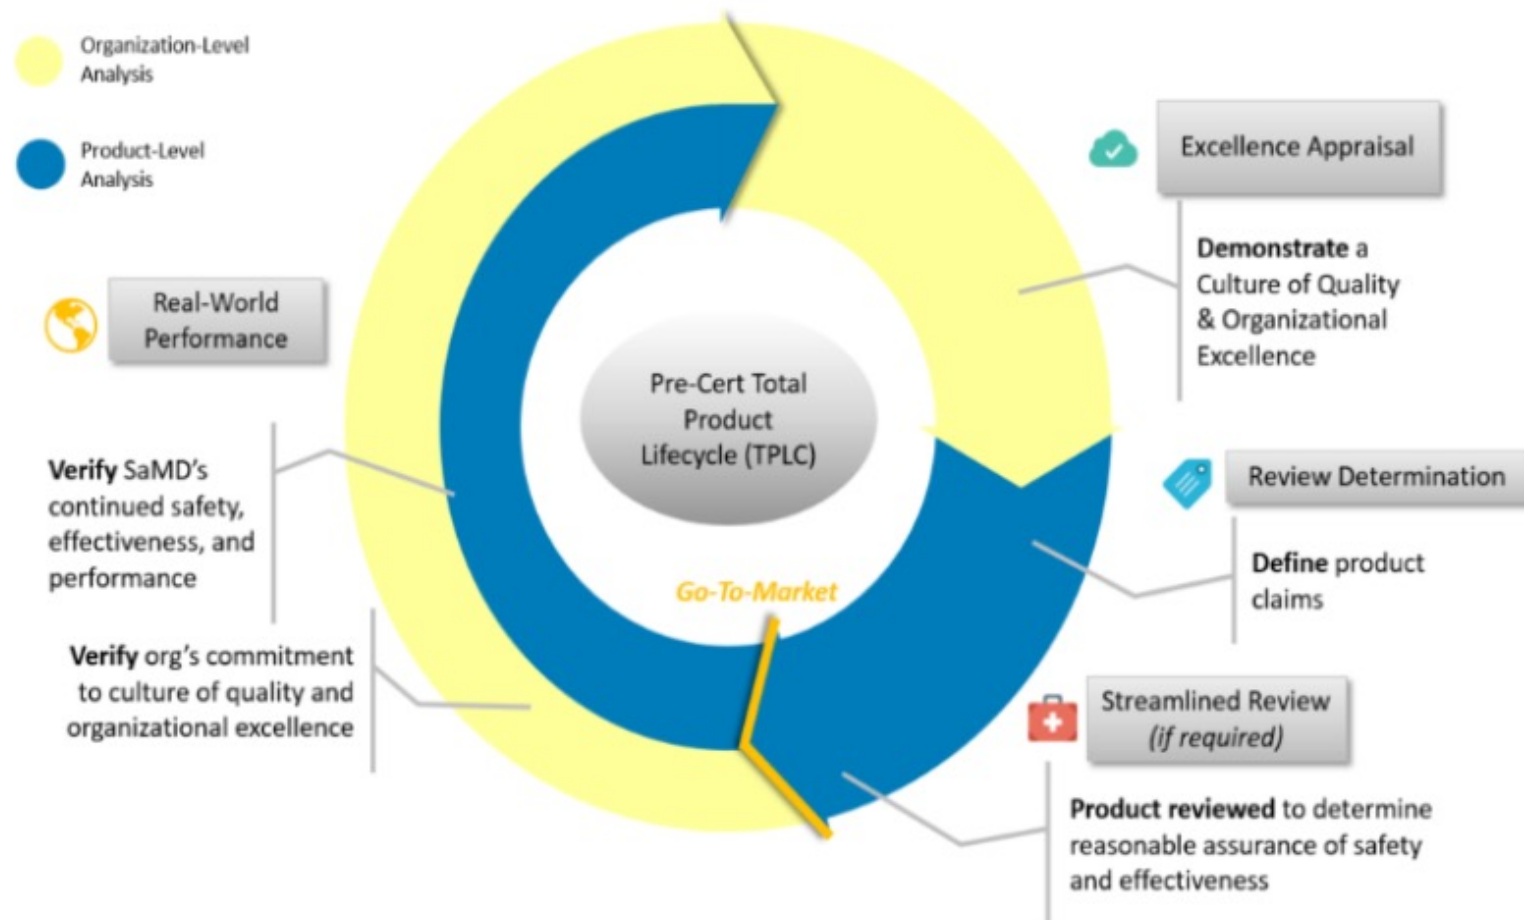 Organization-Level
Analysis
Product-Level
Analysis
Excellence Appraisal
Demonstrate a
Culture of Quality
& Organizational
Excellence
Real-World
Performance
Pre-Cert Total
Product
Lifecycle (TPLC)
Review Determination
Verify SaMD's
continued safety,
effectiveness, and
performance
Define product
claims
Go-To-Market
Verify org's commitment
to culture of quality and
organizational excellence
Streamlined Review
(if required)
Product reviewed to determine
reasonable assurance of safety
and effectiveness